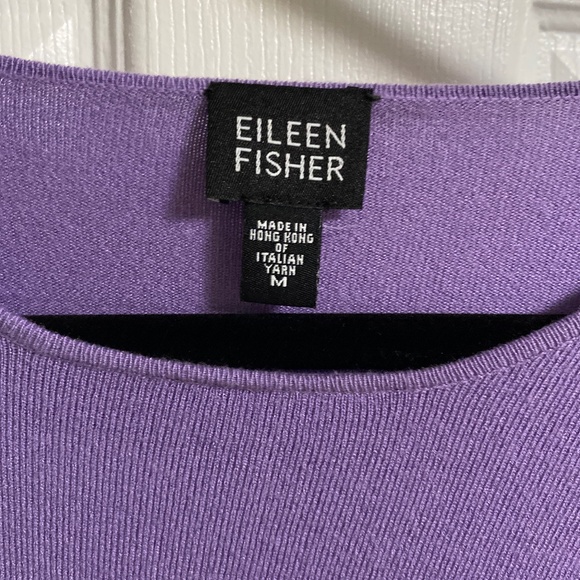 EILEEN
FISHER
MADE IN
HONG KONG
OF
ITALIAN
YARN
M